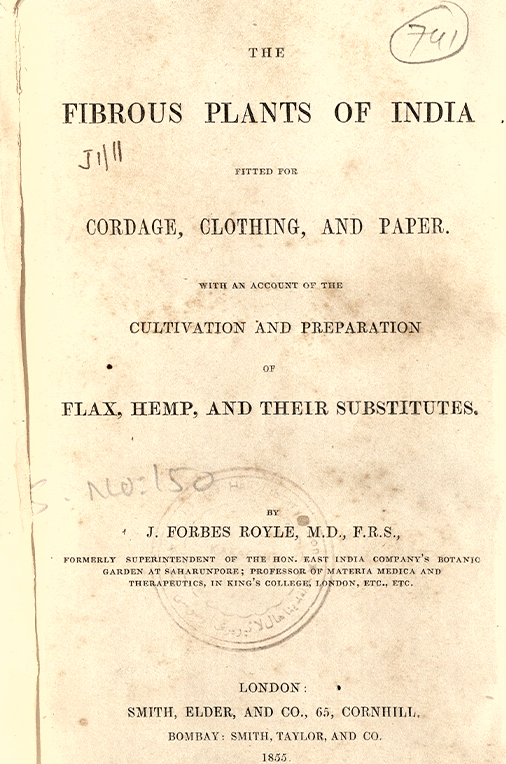 741
THE
FIBROUS PLANTS OF INDIA
FITTED FOR
CORDAGE, CLOTHING, AND PAPER.
WITH AN ACCOUNT OF THE
CULTIVATION AND PREPARATION
OF
FLAX, HEMP, AND THEIR SUBSTITUTES.
No: 150
BY
J. FORBES ROYLE, M.D., F.R.S.,
FORMERLY SUPERINTENDENT OF THE HON. EAST INDIA COMPANY'S BOTANIC
GARDEN AT SAHARUNPORE; PROFESSOR OF MATERIA MEDICA AND
THERAPEUTICS, IN KING'S COLLEGE, LONDON, ETC., ETC.
LONDON:
SMITH, ELDER, AND CO., 65, CORNHILL.
BOMBAY: SMITH, TAYLOR, AND CO.
1855.